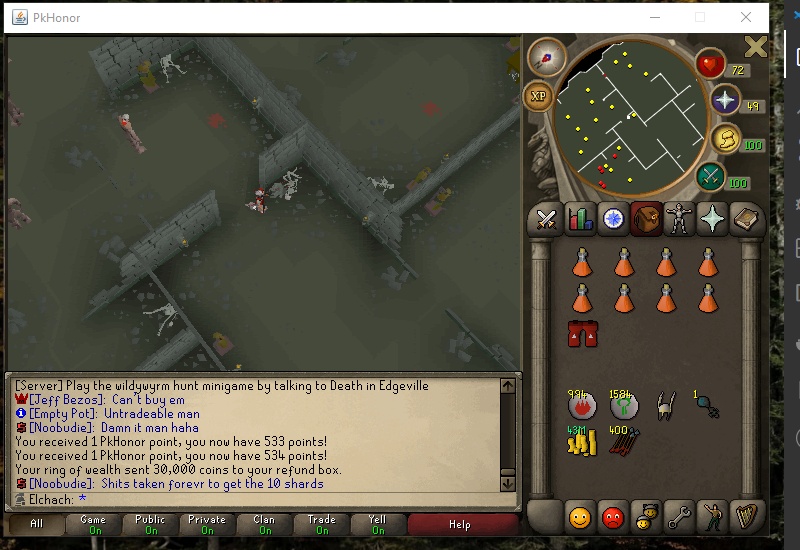 PkHonor
72
XP
49
100
100
994
1584
1
43M
400
[Server] Play the wildywyrm hunt minigame by talking to Death in Edgeville
[Jeff Bezos]: Can't buy em
[Empty Pot]: Untradeable man
[Noobudie]: Damn it man haha
You received 1 PkHonor point, you now have 533 points!
You received 1 PkHonor point, you now have 534 points!
Your ring of wealth sent 30,000 coins to your refund box.
[Noobudie]: Shits taken forevr to get the 10 shards
Elchach: *
All Game Public Private Clan Trade Yell Help
On On On On On On